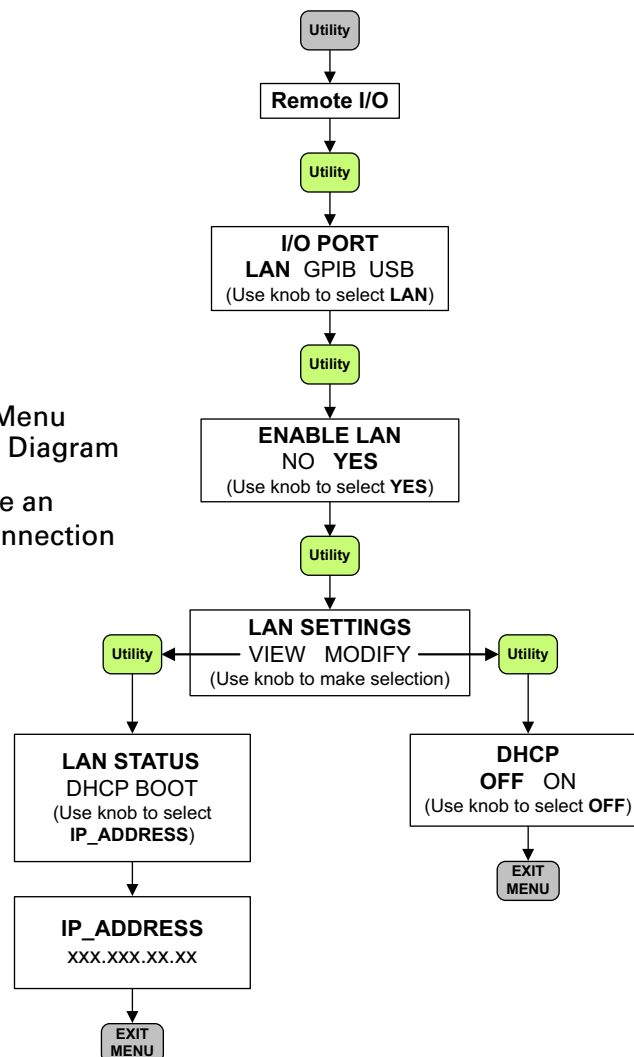 Utility
Remote I/O
Utility
I/O PORT
LAN GPIB USB
(Use knob to select LAN)
Utility
Menu
Diagram
e an
nnection
ENABLE LAN
NO YES
(Use knob to select YES)
Utility
LAN SETTINGS
VIEW MODIFY
(Use knob to make selection)
Utility
Utility
LAN STATUS
DHCP BOOT
(Use knob to select
IP_ADDRESS)
DHCP
OFF ON
(Use knob to select OFF)
EXIT
MENU
IP_ADDRESS
xxx.xxx.xx.xx
EXIT
MENU